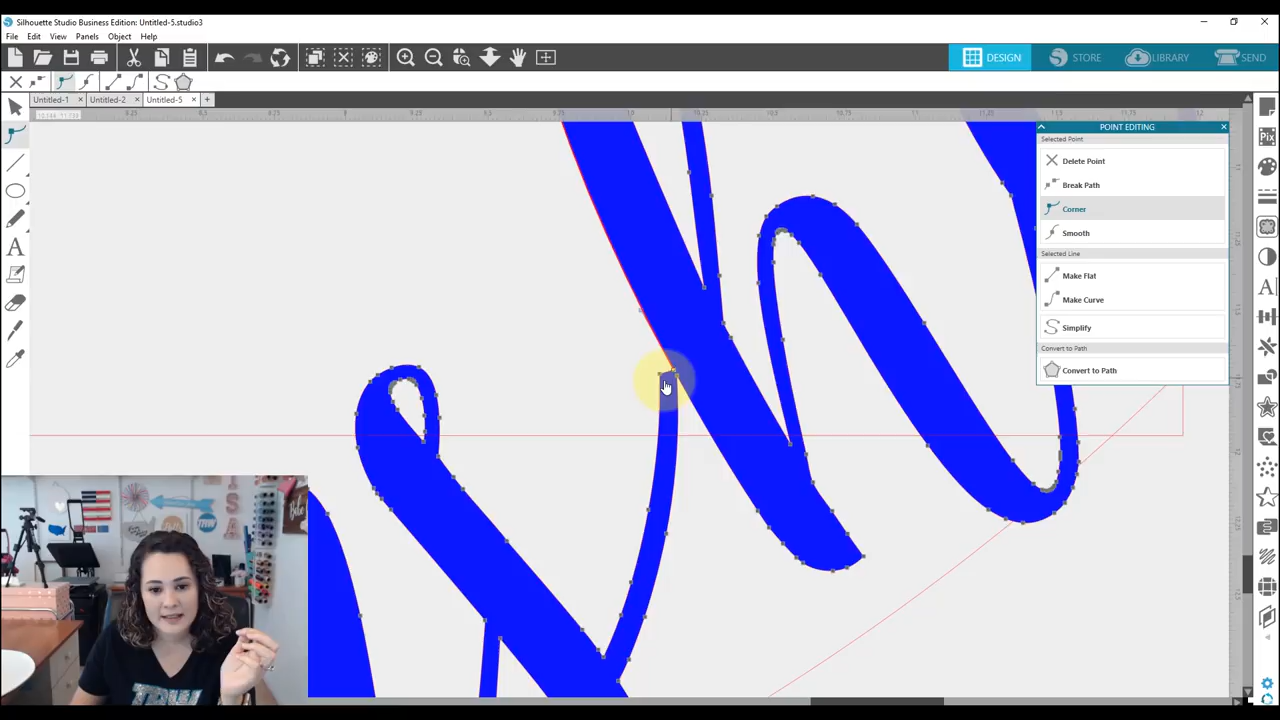 Silhouette Studio Business Edition: Untitled-5.studio3
File Edit View Panels Object Help
DESIGN STORE LIBRARY SEND
Untitled-1 Untitled-2 Untitled-5
POINT EDITING
Selected Point
Delete Point
Break Path
Corner
Smooth
Selected Line
Make Flat
Make Curve
Simplify
Convert to Path
Convert to Path
Pix